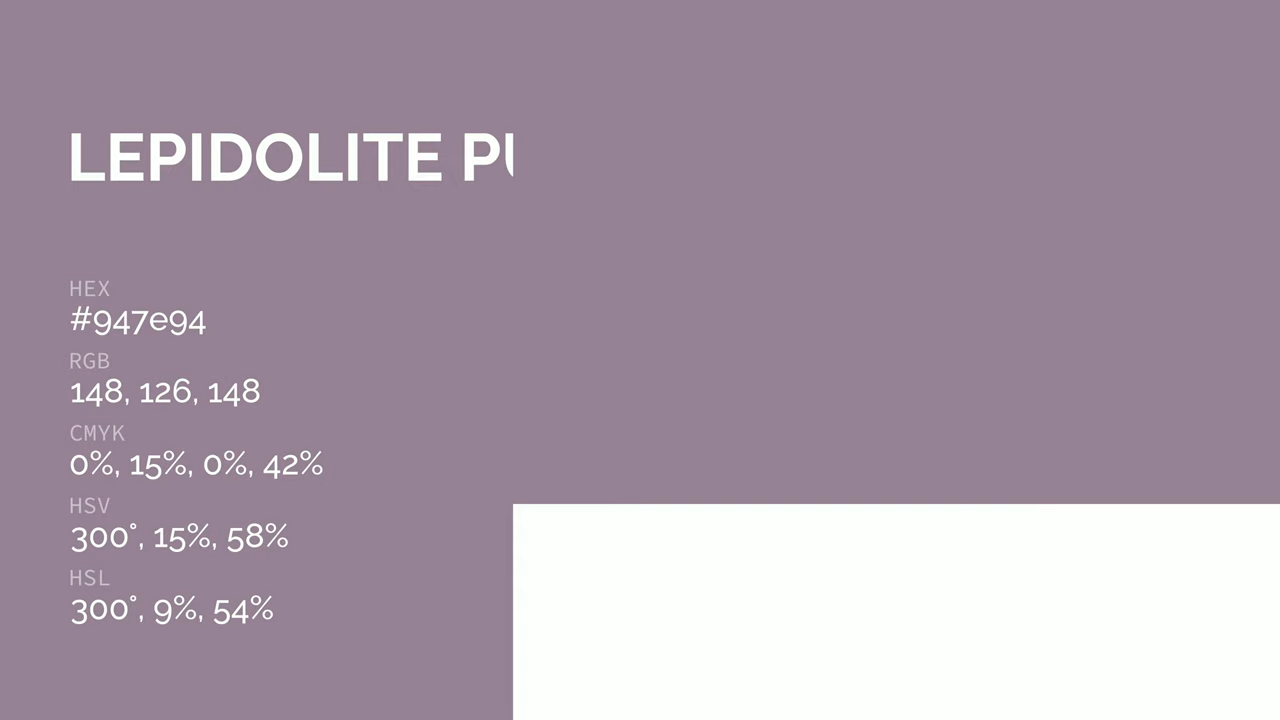 LEPIDOLITE
HEX
#947e94
RGB
148, 126, 148
CMYK
0%, 15%, 0%, 42%
HSV
300°, 15%, 58%
HSL
300°, 9%, 54%